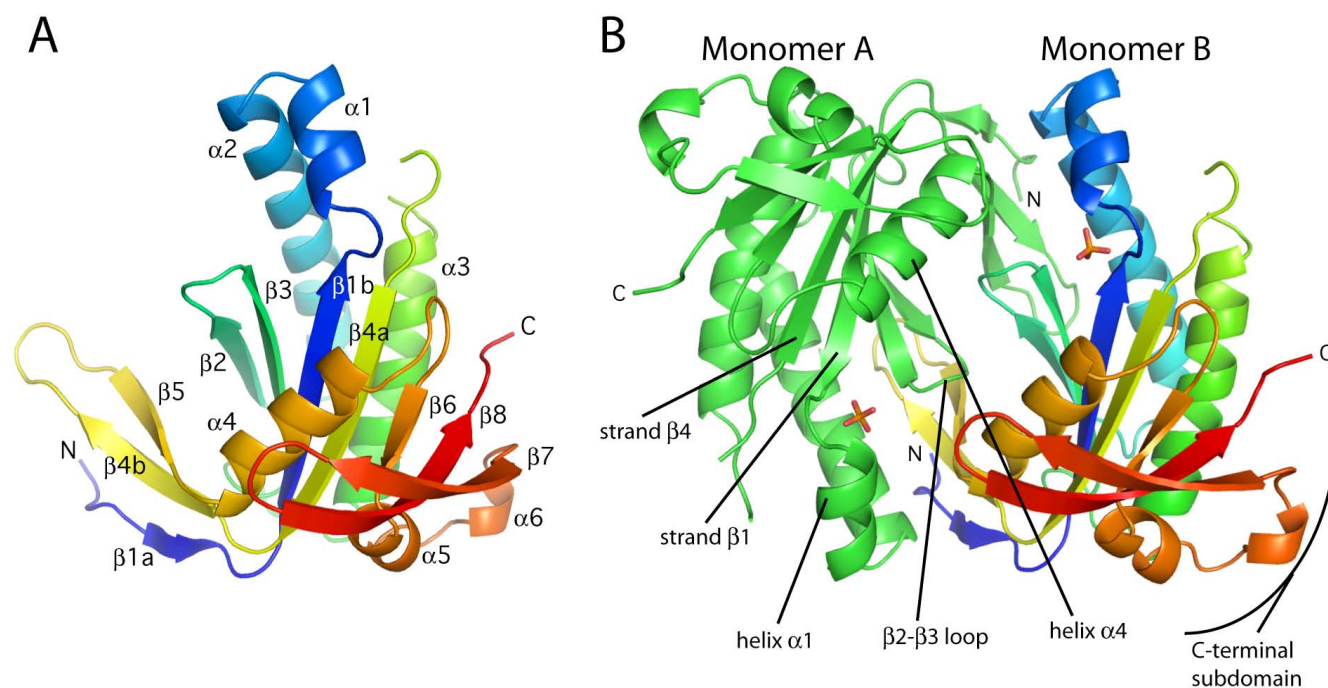 A
α1
α2
α3
β3
β1b
β2
β4a
C
β5
α4
β6
β8
N
β4b
β7
β1a
α5
α6
B
Monomer A
Monomer B
N
C
C
strand β4
N
strand β1
helix α1
β2-β3 loop
helix α4
C-terminal
subdomain